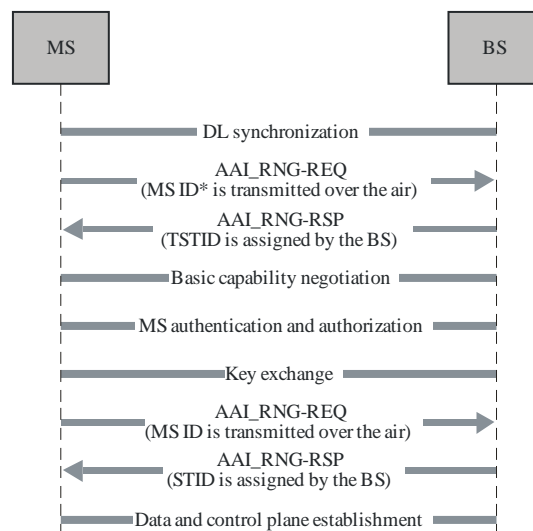 MS
BS
DL synchronization
AAI_RNG-REQ
(MS ID* is transmitted over the air)
AAI_RNG-RSP
(TSTID is assigned by the BS)
Basic capability negotiation
MS authentication and authorization
Key exchange
AAI_RNG-REQ
(MS ID is transmitted over the air)
AAI_RNG-RSP
(STID is assigned by the BS)
Data and control plane establishment